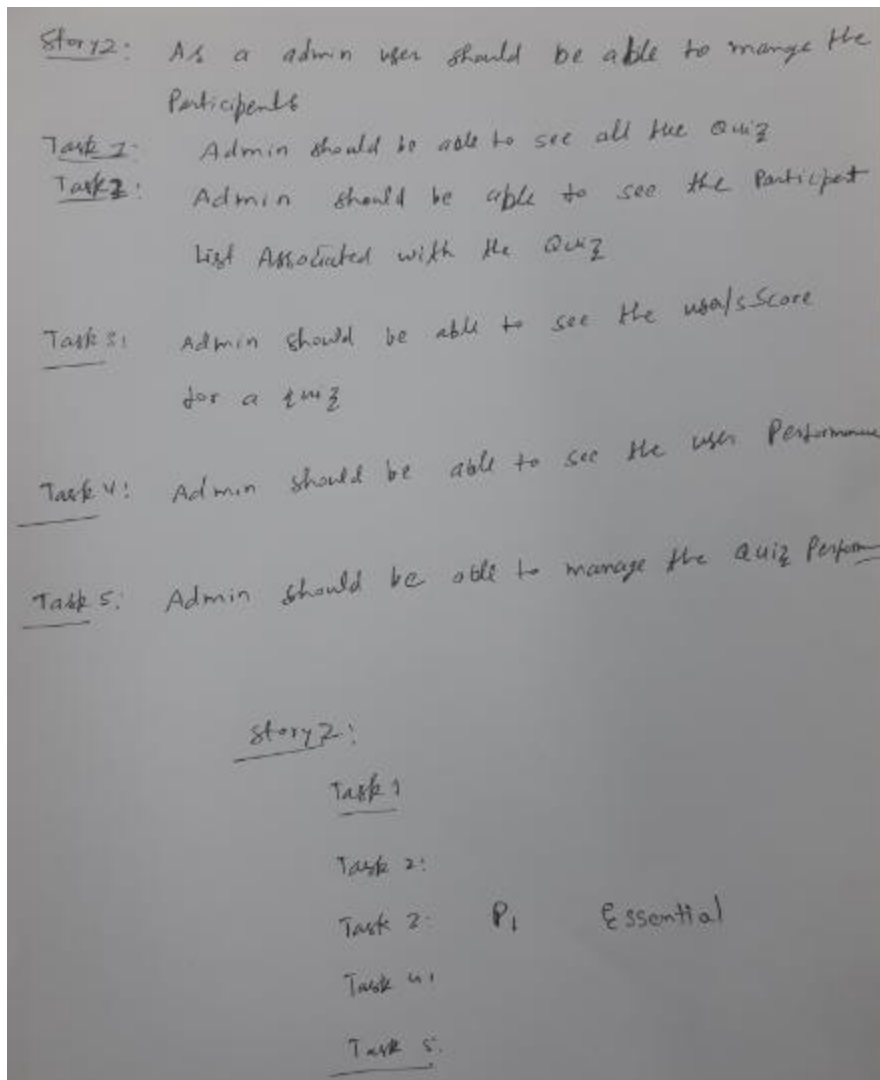 Story2: As a admin user should be able to mange the
Participents
Task 1: Admin should be able to see all the Quiz
Task2: Admin should be able to see the Participat
List Associated with the Quiz
Task 3: Admin should be able to see the Score
for a quiz
Task 4: Admin should be able to see the user Performance
Task 5: Admin should be able to manage the Quiz Perform
Story2:
Task 1
Task 2:
Task 2: P1 Essential
Task 4:
Task 5: